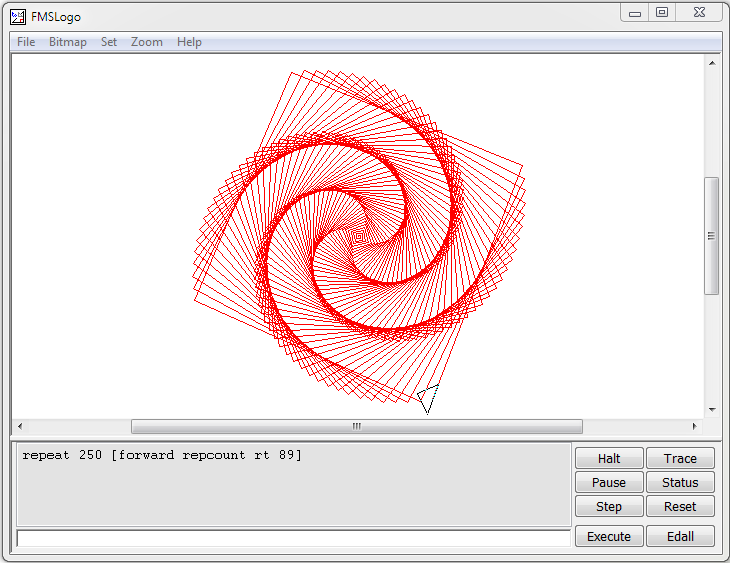 FMSLogo
File Bitmap Set Zoom Help
repeat 250 [forward repcount rt 89]
Halt Trace
Pause Status
Step Reset
Execute Edall